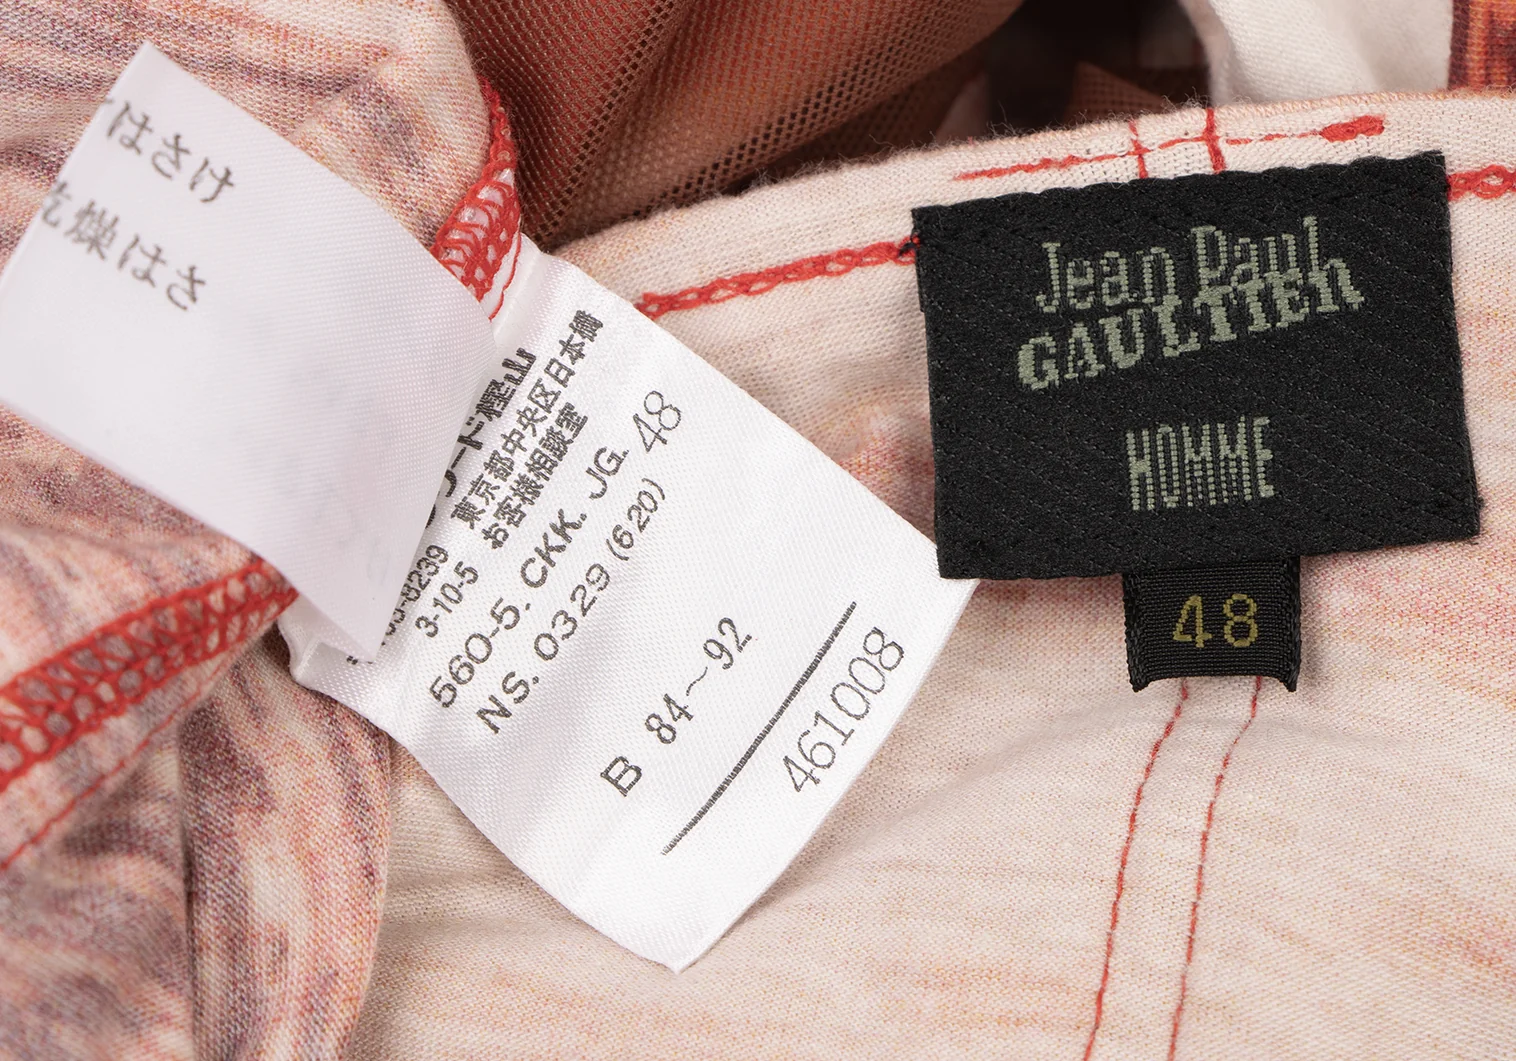 はさけ
乾燥はさ
ード樫山
東京都中央区日本橋
3-10-5 お客様相談室
560-5. CKK. JG. 48
NS. 0329 (620)
B 84~92
461008
Jean Paul
GAULTIER
HOMME
48